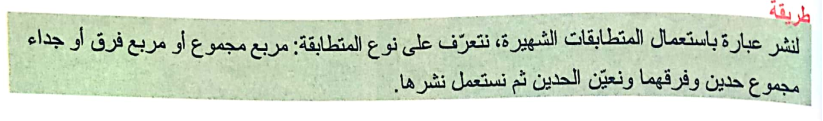 طريقة
لنشر عبارة باستعمال المتطابقات الشهيرة، نتعرّف على نوع المتطابقة: مربع مجموع أو مربع فرق أو جداء
مجموع حدين وفرقهما ونعيّن الحدين ثم نستعمل نشرها.